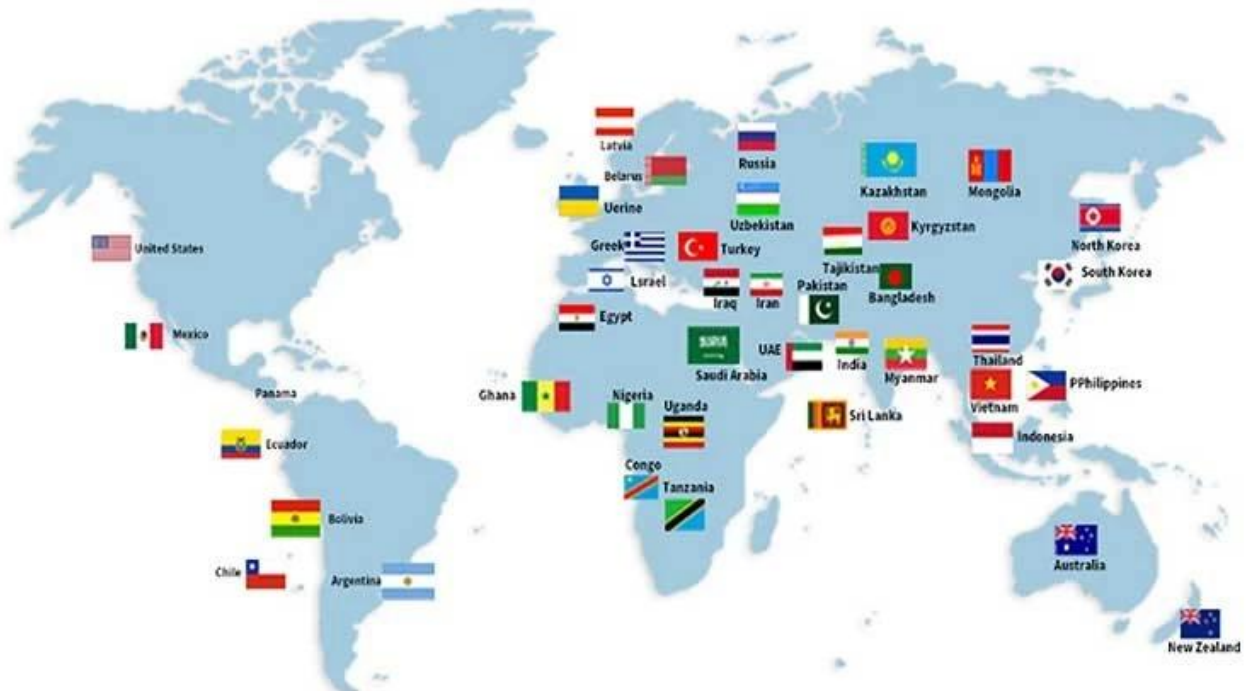 Latvia
Russia
Belarus
Kazakhstan
Mongolia
Uerine
Uzbekistan
Kyrgyzstan
North Korea
United States
Greek
Turkey
Tajikistan
South Korea
Lsrael
Iraq
Iran
Pakistan
Bangladesh
Egypt
Mexico
Saudi Arabia
UAE
India
Myanmar
Thailand
Panama
Ghana
Nigeria
Uganda
Sri Lanka
Vietnam
PPhilippines
Ecuador
Indonesia
Congo
Tanzania
Bolivia
Chile
Argentina
Australia
New Zealand